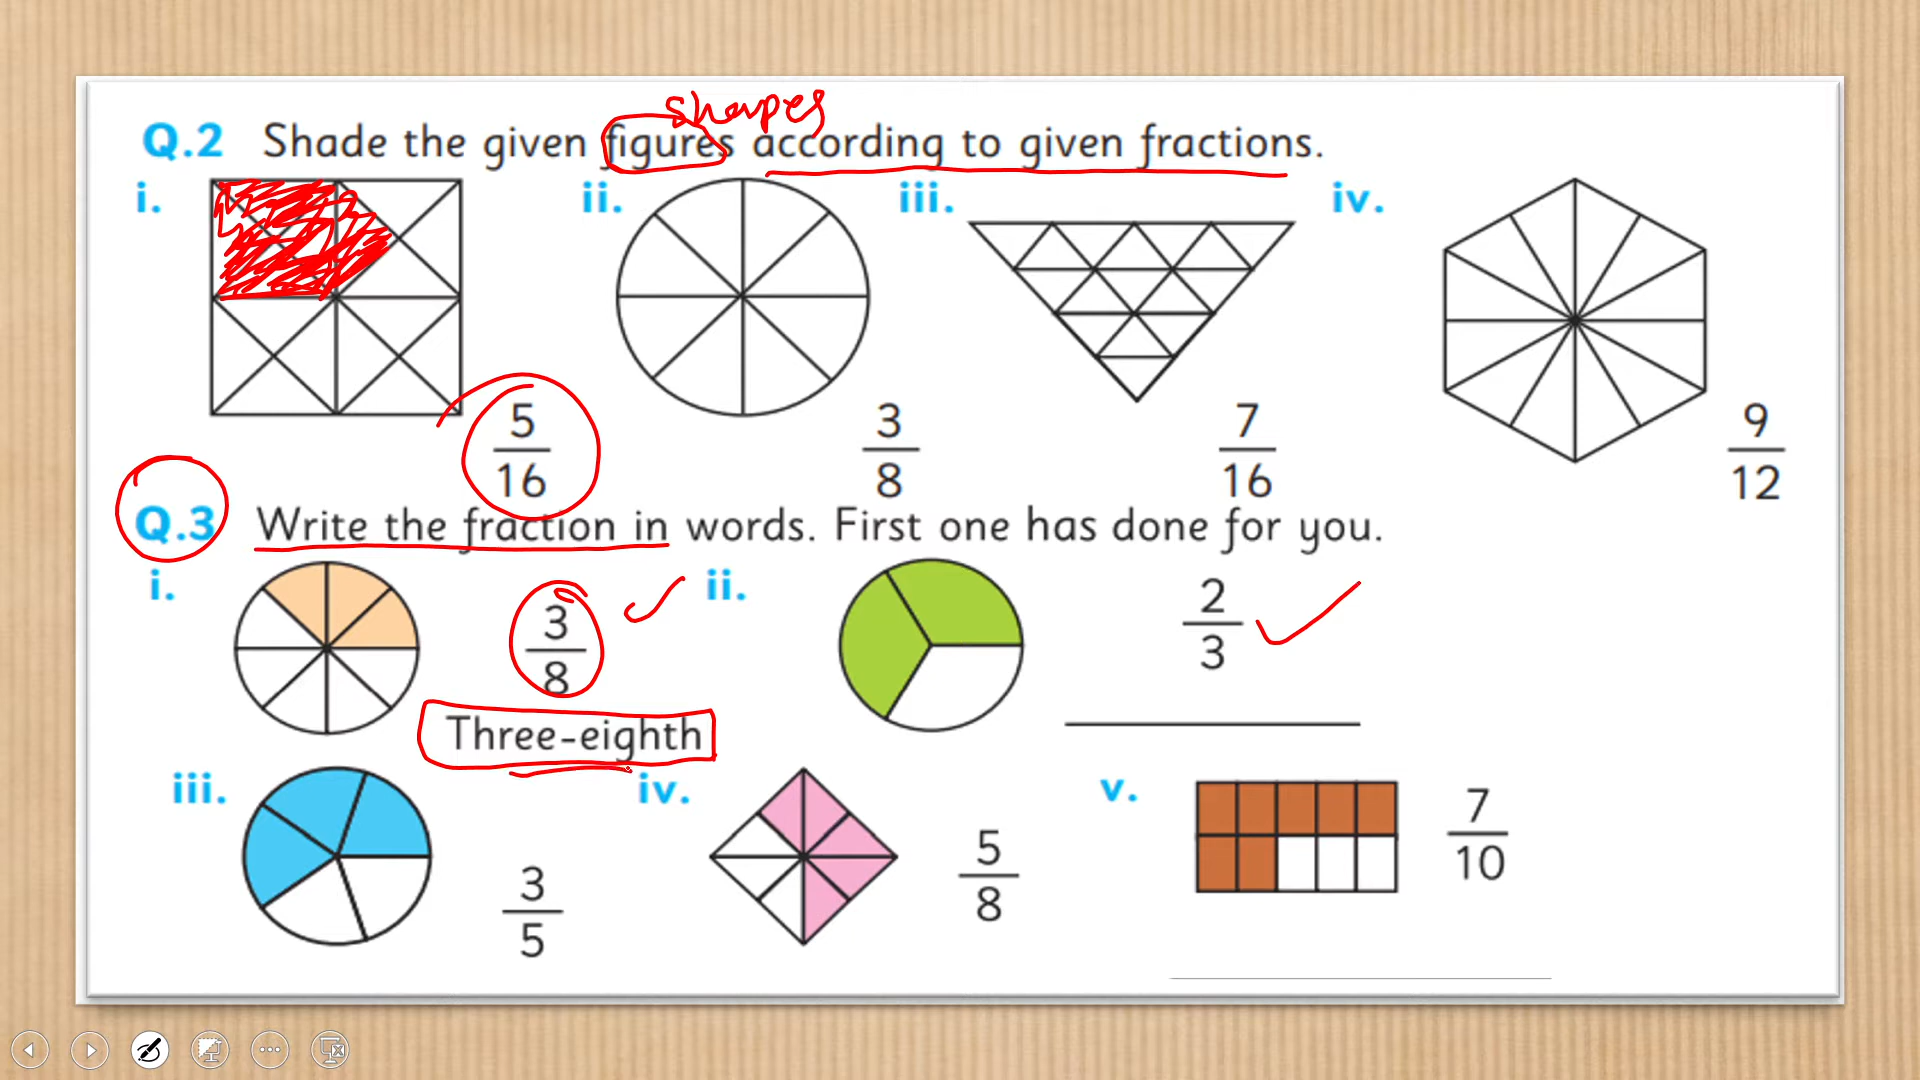 shapes
Q.2 Shade the given figures according to given fractions.
i. ii. iii. iv.
5/16 3/8 7/16 9/12
Q.3 Write the fraction in words. First one has done for you.
i. 3/8 ii. 2/3
Three-eighth
iii. 3/5 iv. 5/8 v. 7/10